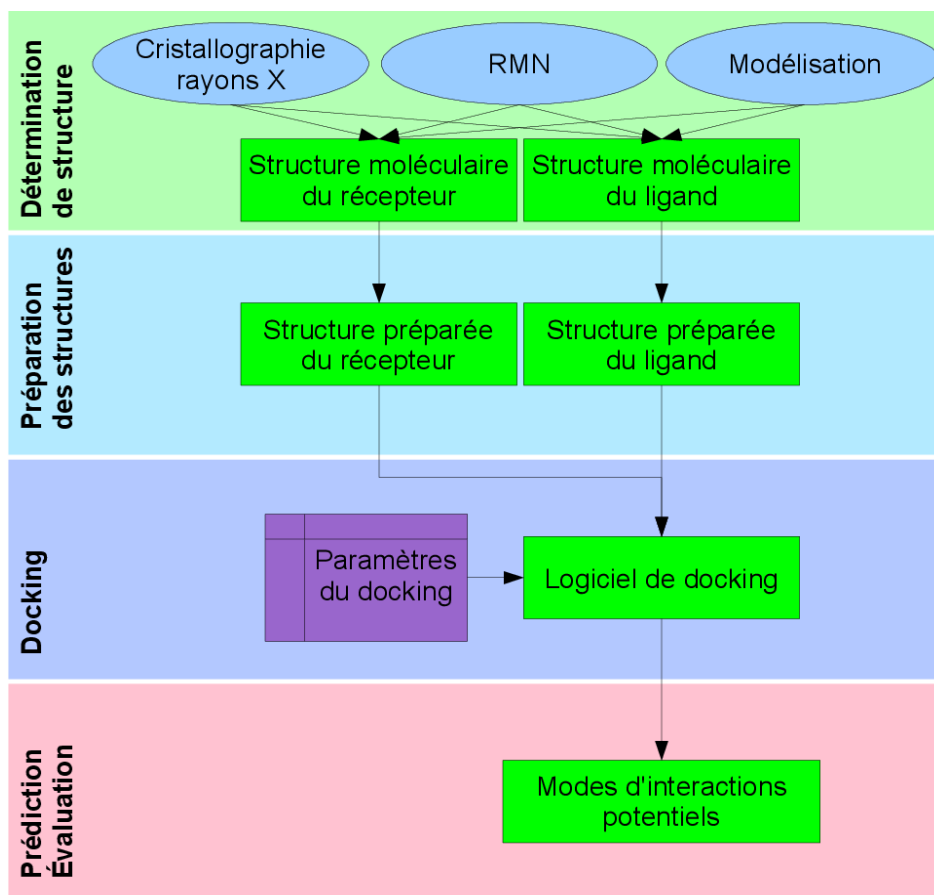 Détermination
de structure
Cristallographie
rayons X
RMN
Modélisation
Structure moléculaire
du récepteur
Structure moléculaire
du ligand
Préparation
des structures
Structure préparée
du récepteur
Structure préparée
du ligand
Docking
Paramètres
du docking
Logiciel de docking
Prédiction
Évaluation
Modes d'interactions
potentiels